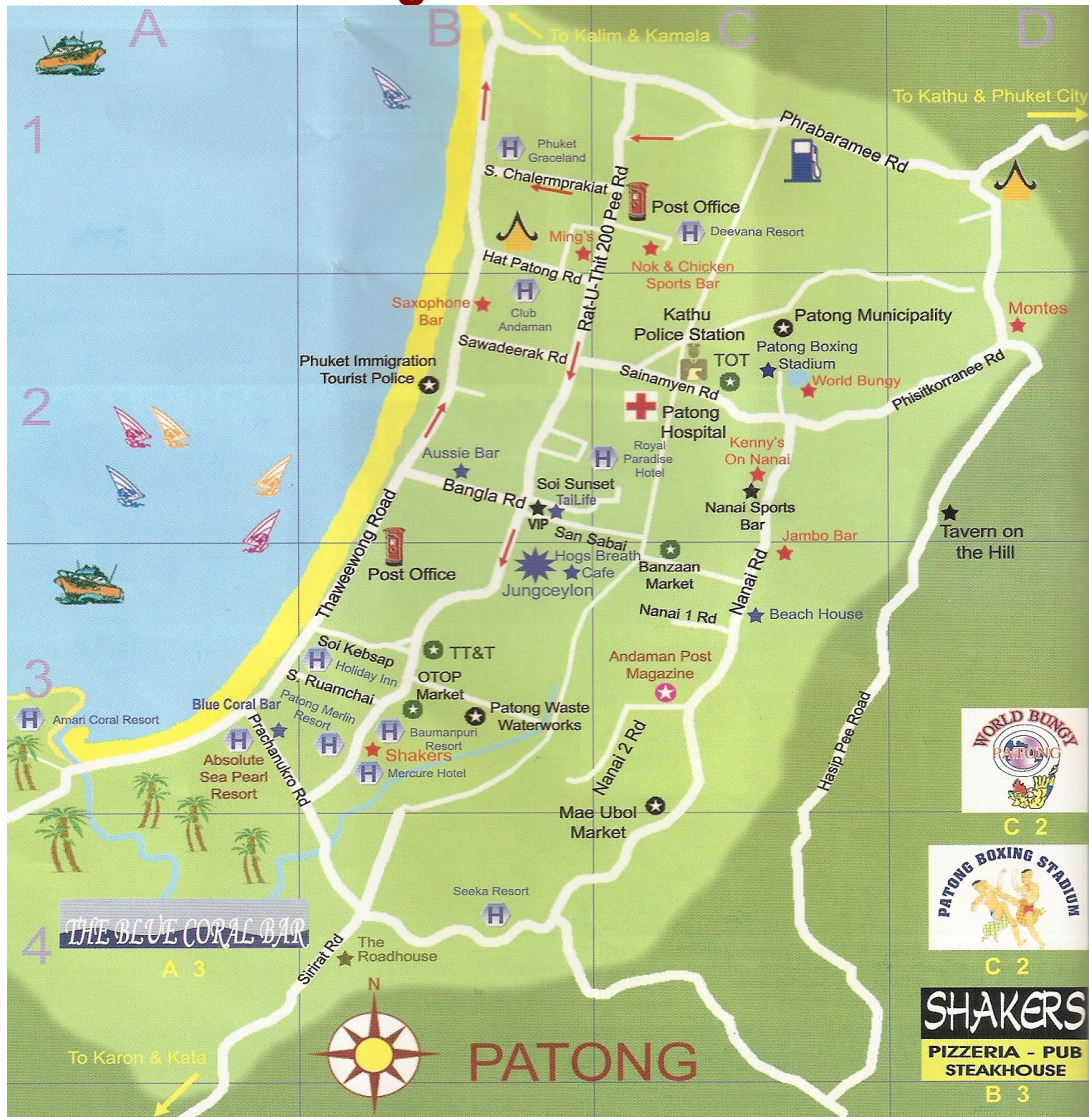 A
B
C
D
To Kalim & Kamala
To Kathu & Phuket City
1
Phrabaramee Rd
Phuket
Graceland
S. Chalermprakiat
Rat-U-Thit 200 Pee Rd
Post Office
Deevana Resort
Ming's
Nok & Chicken
Sports Bar
Hat Patong Rd
Club
Andaman
Saxophone
Bar
Kathu
Police Station
Patong Municipality
Montes
Sawadeerak Rd
TOT
Patong Boxing
Stadium
Phuket Immigration
Tourist Police
Sainamyen Rd
World Bungy
Phisitkorranee Rd
2
Patong
Hospital
Royal
Paradise
Hotel
Kenny's
On Nanai
Aussie Bar
Bangla Rd
Soi Sunset
TaiLife
VIP
Nanai Sports
Bar
San Sabai
Jambo Bar
Tavern on
the Hill
Thaweewong Road
Post Office
Hogs Breath
Cafe
Jungceylon
Banzaan
Market
Nanai Rd
Nanai 1 Rd
Beach House
Soi Kebsap
Holiday Inn
TT&T
Andaman Post
Magazine
3
S. Ruamchai
OTOP
Market
Amari Coral Resort
Blue Coral Bar
Patong Merlin
Resort
Patong Waste
Waterworks
Baumanpuri
Resort
Shakers
Mercure Hotel
Absolute
Sea Pearl
Resort
Prachanukro Rd
Nanai 2 Rd
Hasip Pee Road
Mae Ubol
Market
WORLD BUNGY
PATONG
C 2
Seeka Resort
PATONG BOXING STADIUM
C 2
THE BLUE CORAL BAR
A 3
4
The
Roadhouse
Sirirat Rd
N
PATONG
To Karon & Kata
SHAKERS
PIZZERIA - PUB
STEAKHOUSE
B 3
H
H
H
H
H
H
H
H
H
H
H